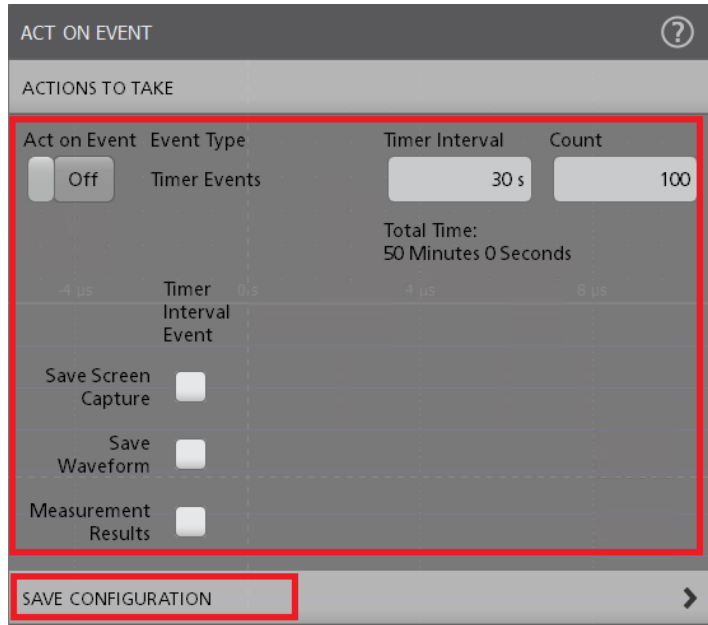 ACT ON EVENT ?
ACTIONS TO TAKE
Act on Event Event Type Timer Interval Count
Off Timer Events 30 s 100
Total Time:
50 Minutes 0 Seconds
-4 µs 0 s 4 µs 8 µs
Timer
Interval
Event
Save Screen
Capture
Save
Waveform
Measurement
Results
SAVE CONFIGURATION